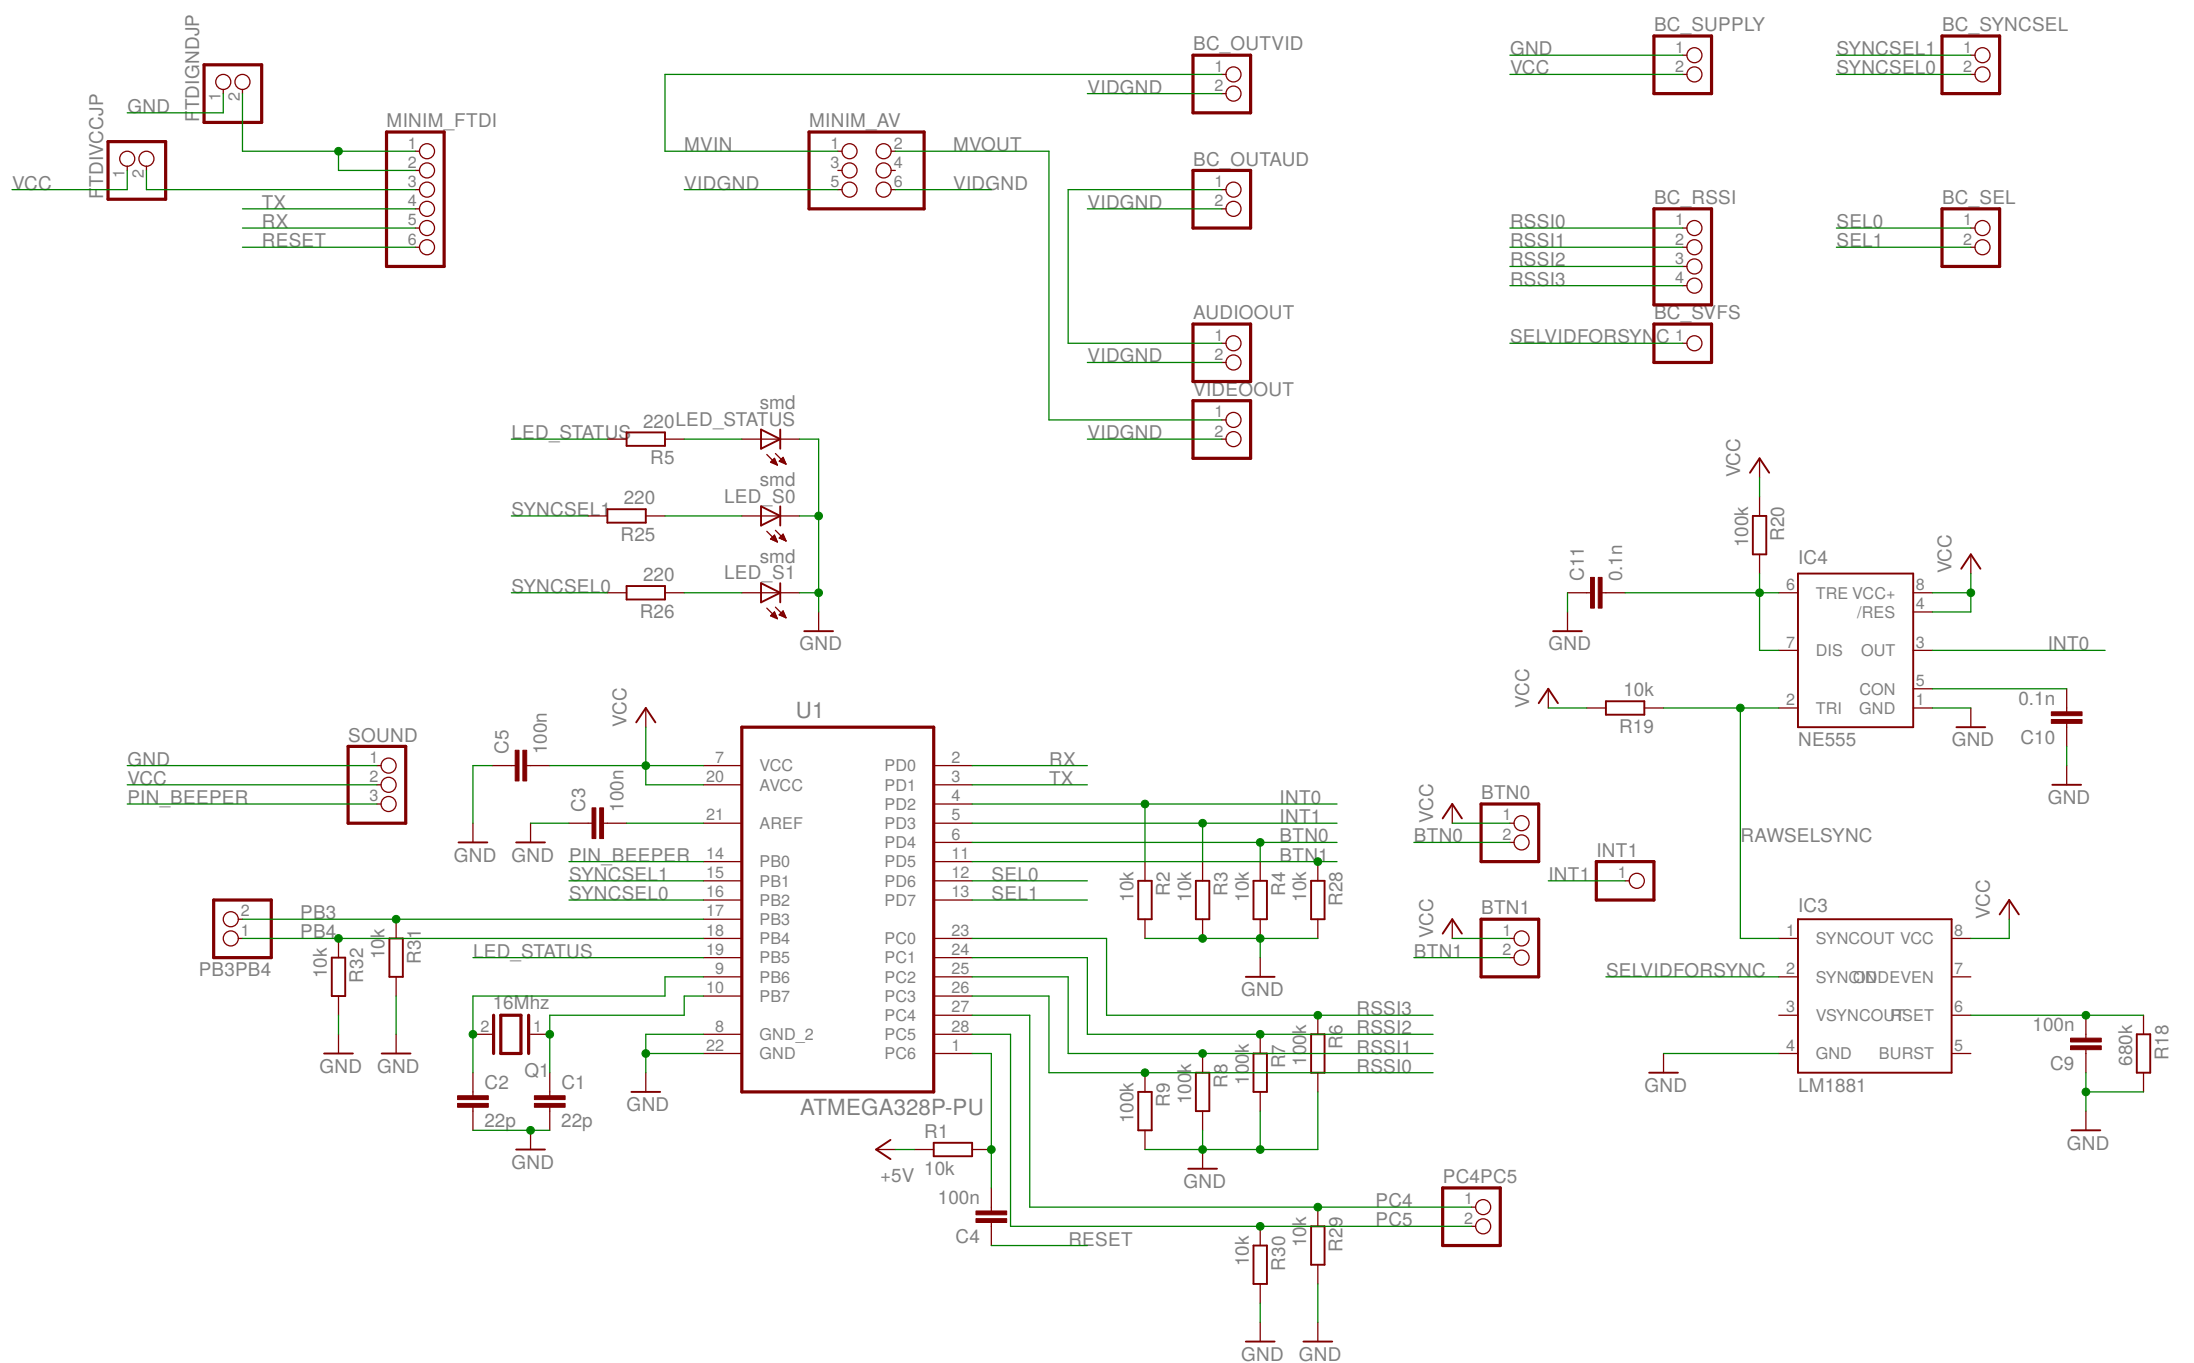 BC_SUPPLY
GND 1
VCC 2
BC_SYNCSEL
SYNCSEL1 1
SYNCSEL0 2
BC_OUTVID
1
VIDGND 2
FTDIGNDJP
GND 1 2
FTDIVCCJP
VCC 1 2
MINIM_FTDI
1
2
3
TX 4
RX 5
RESET 6
MINIM_AV
MVIN 1 2 MVOUT
3 4
VIDGND 5 6 VIDGND
BC_OUTAUD
1
VIDGND 2
BC_RSSI
RSSI0 1
RSSI1 2
RSSI2 3
RSSI3 4
BC_SEL
SEL0 1
SEL1 2
BC_SVFS
SELVIDFORSYNC 1
AUDIOOUT
1
VIDGND 2
VIDEOOUT
1
VIDGND 2
smd
LED_STATUS 220 LED_STATUS
R5
smd
SYNCSEL1 220 LED_S0
R25
smd
SYNCSEL0 220 LED_S1
R26
GND
VCC
100k R20
C11 0.1n
GND
IC4
VCC
6 TRE VCC+ 8
/RES 4
7 DIS OUT 3 INT0
CON 5
2 TRI GND 1
NE555
VCC 10k
R19
0.1n
C10
GND
GND
SOUND
GND 1
VCC 2
PIN_BEEPER 3
C5 100n
VCC
C3 100n
GND GND
U1
7 VCC PD0 2 RX
20 AVCC PD1 3 TX
PD2 4 INT0
21 AREF PD3 5 INT1
PD4 6 BTN0
PIN_BEEPER 14 PB0 PD5 11 BTN1
SYNCSEL1 15 PB1 PD6 12 SEL0
SYNCSEL0 16 PB2 PD7 13 SEL1
PB3 17 PB3
PB4 18 PB4 PC0 23
LED_STATUS 19 PB5 PC1 24
9 PB6 PC2 25
10 PB7 PC3 26
PC4 27
8 GND_2 PC5 28
22 GND PC6 1
ATMEGA328P-PU
GND
2
1
PB3PB4
10k R32
10k R31
GND GND
16Mhz
2 1
Q1
C2 C1
22p 22p
GND
10k R2 10k R3 10k R4 10k R28
GND
RSSI3
RSSI2
RSSI1
RSSI0
100k R9 100k R8 100k R7 100k R6
GND
R1
+5V 10k
100n
C4 RESET
PC4PC5
PC4 1
PC5 2
10k R30 10k R29
GND GND
BTN0
VCC 1
BTN0 2
INT1
INT1 1
BTN1
VCC 1
BTN1 2
RAWSELSYNC
IC3
VCC
1 SYNCOUT VCC 8
SELVIDFORSYNC 2 SYNCIN ODDEVEN 7
3 VSYNCOUT RSET 6
4 GND BURST 5
LM1881
GND
100n
C9
680k R18
GND